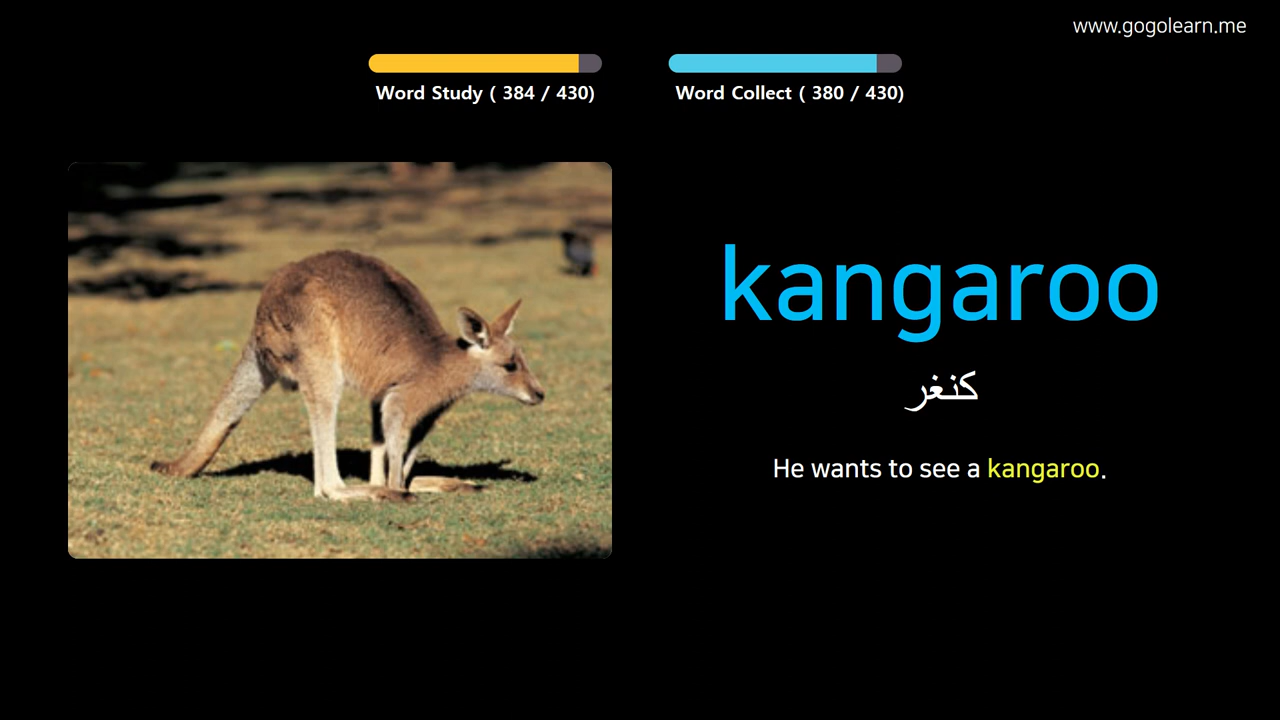 www.gogolearn.me
Word Study ( 384 / 430)
Word Collect ( 380 / 430)
kangaroo
كنغر
He wants to see a kangaroo.